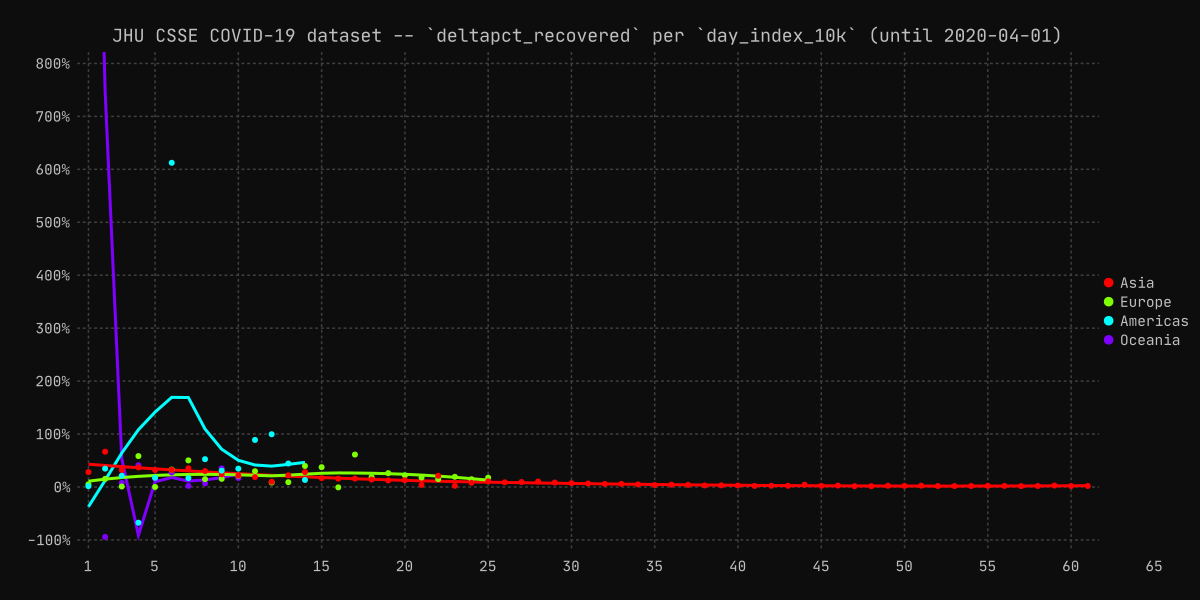 JHU CSSE COVID-19 dataset -- `deltapct_recovered` per `day_index_10k` (until 2020-04-01)
800%
700%
600%
500%
400%
300%
200%
100%
0%
-100%
1 5 10 15 20 25 30 35 40 45 50 55 60 65
Asia
Europe
Americas
Oceania